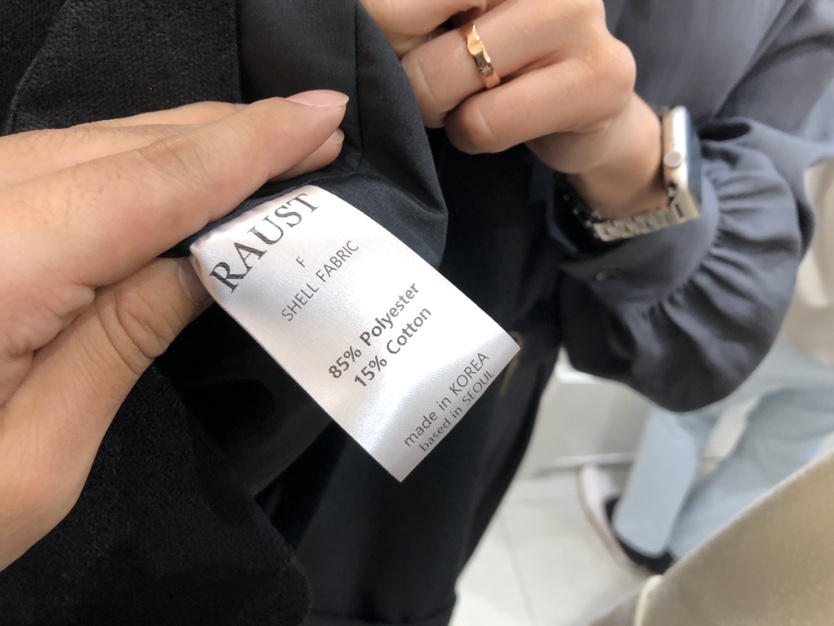 RAUST
F
SHELL FABRIC
85% Polyester
15% Cotton
made in KOREA
based in SEOUL